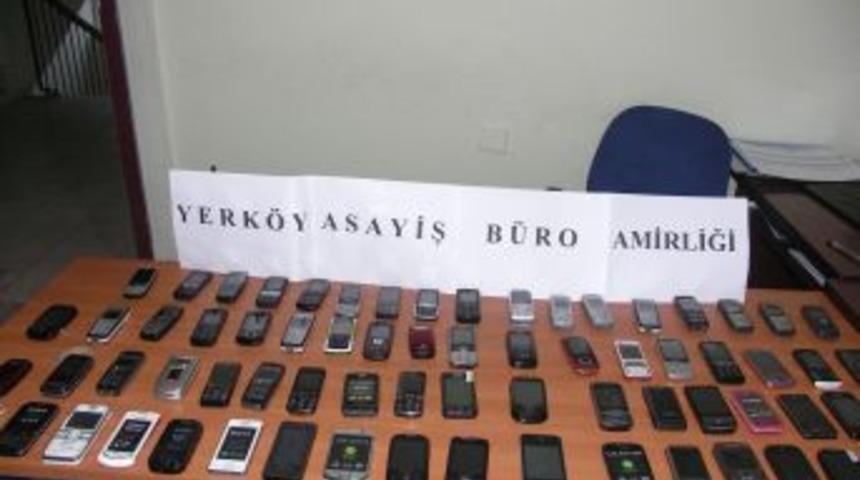 YERKÖY ASAYİŞ BÜRO AMİRLİĞİ